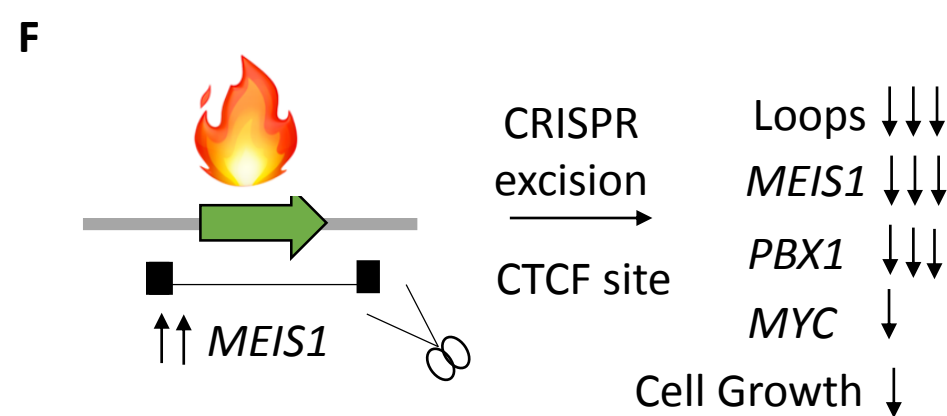 F
CRISPR
excision
CTCF site
↑↑ MEIS1
Loops ↓↓↓
MEIS1 ↓↓↓
PBX1 ↓↓↓
MYC ↓
Cell Growth ↓